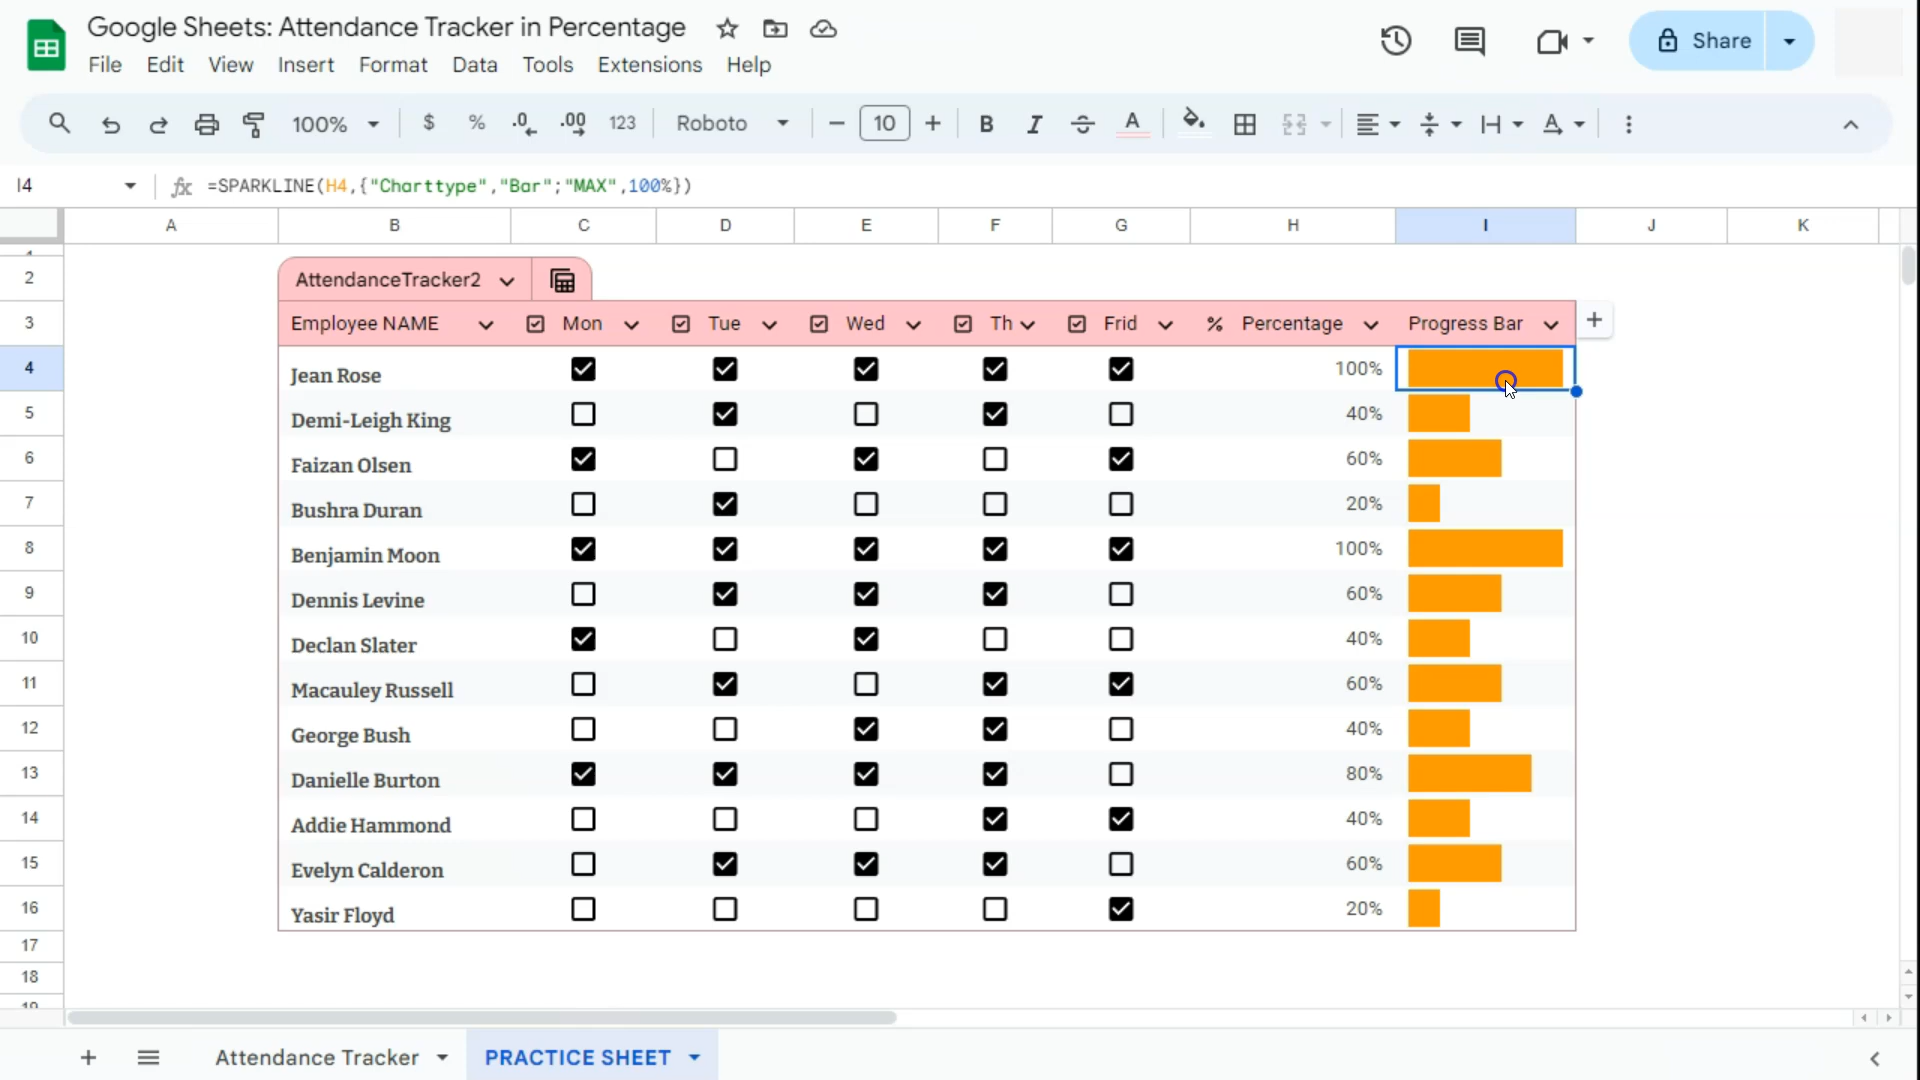 Google Sheets: Attendance Tracker in Percentage
File Edit View Insert Format Data Tools Extensions Help
Share
100% $ % .0 .00 123 Roboto 10 B I A
I4 fx =SPARKLINE(H4,{"Charttype","Bar";"MAX",100%})
A B C D E F G H I J K
2 AttendanceTracker2
3 Employee NAME Mon Tue Wed Th Frid % Percentage Progress Bar
4 Jean Rose 100%
5 Demi-Leigh King 40%
6 Faizan Olsen 60%
7 Bushra Duran 20%
8 Benjamin Moon 100%
9 Dennis Levine 60%
10 Declan Slater 40%
11 Macauley Russell 60%
12 George Bush 40%
13 Danielle Burton 80%
14 Addie Hammond 40%
15 Evelyn Calderon 60%
16 Yasir Floyd 20%
17
18
Attendance Tracker PRACTICE SHEET